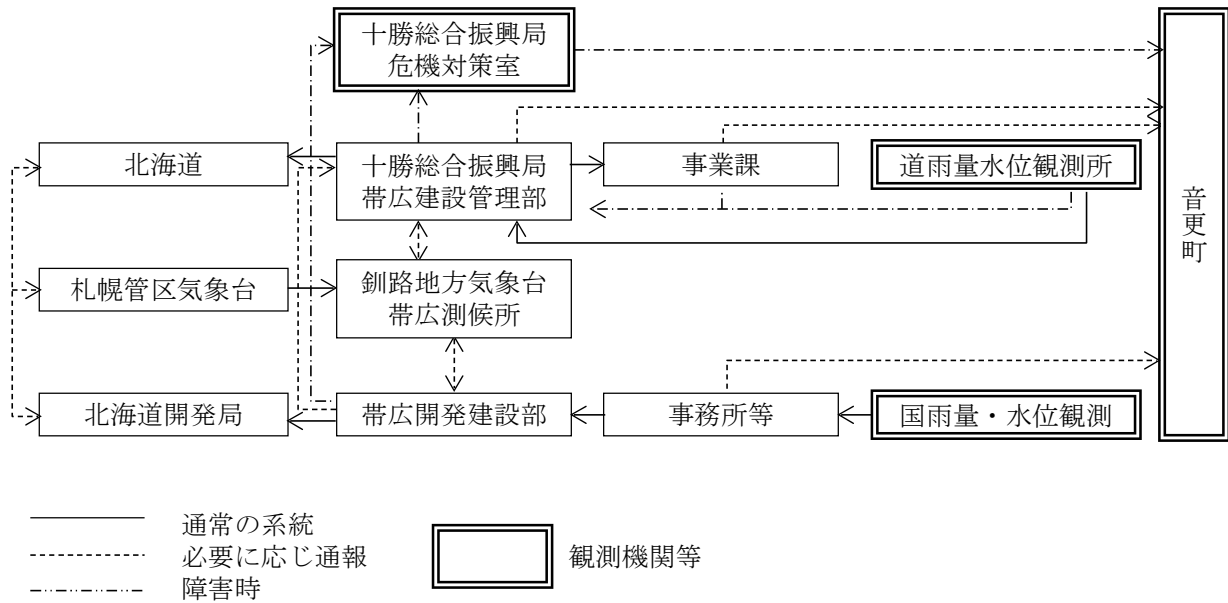 十勝総合振興局
危機対策室
北海道
十勝総合振興局
帯広建設管理部
事業課
道雨量水位観測所
音更町
札幌管区気象台
釧路地方気象台
帯広測候所
北海道開発局
帯広開発建設部
事務所等
国雨量・水位観測
通常の系統
必要に応じ通報
障害時
観測機関等